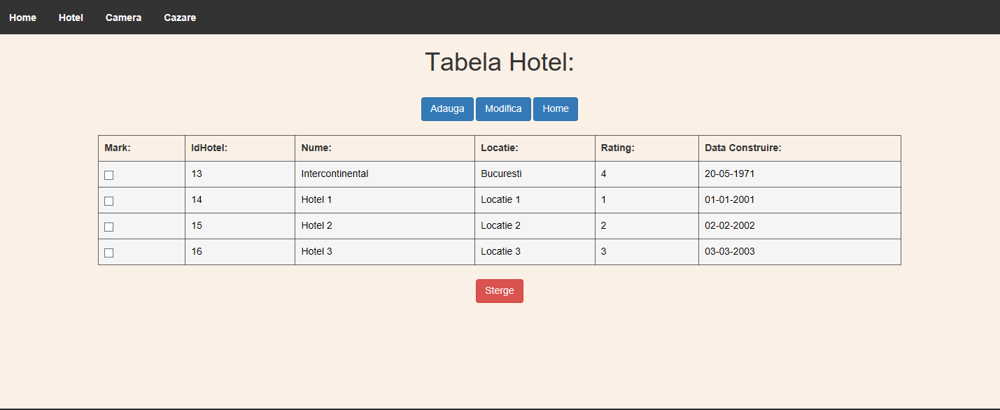 Home Hotel Camera Cazare
Tabela Hotel:
Adauga Modifica Home
Mark: IdHotel: Nume: Locatie: Rating: Data Construire:
13 Intercontinental Bucuresti 4 20-05-1971
14 Hotel 1 Locatie 1 1 01-01-2001
15 Hotel 2 Locatie 2 2 02-02-2002
16 Hotel 3 Locatie 3 3 03-03-2003
Sterge